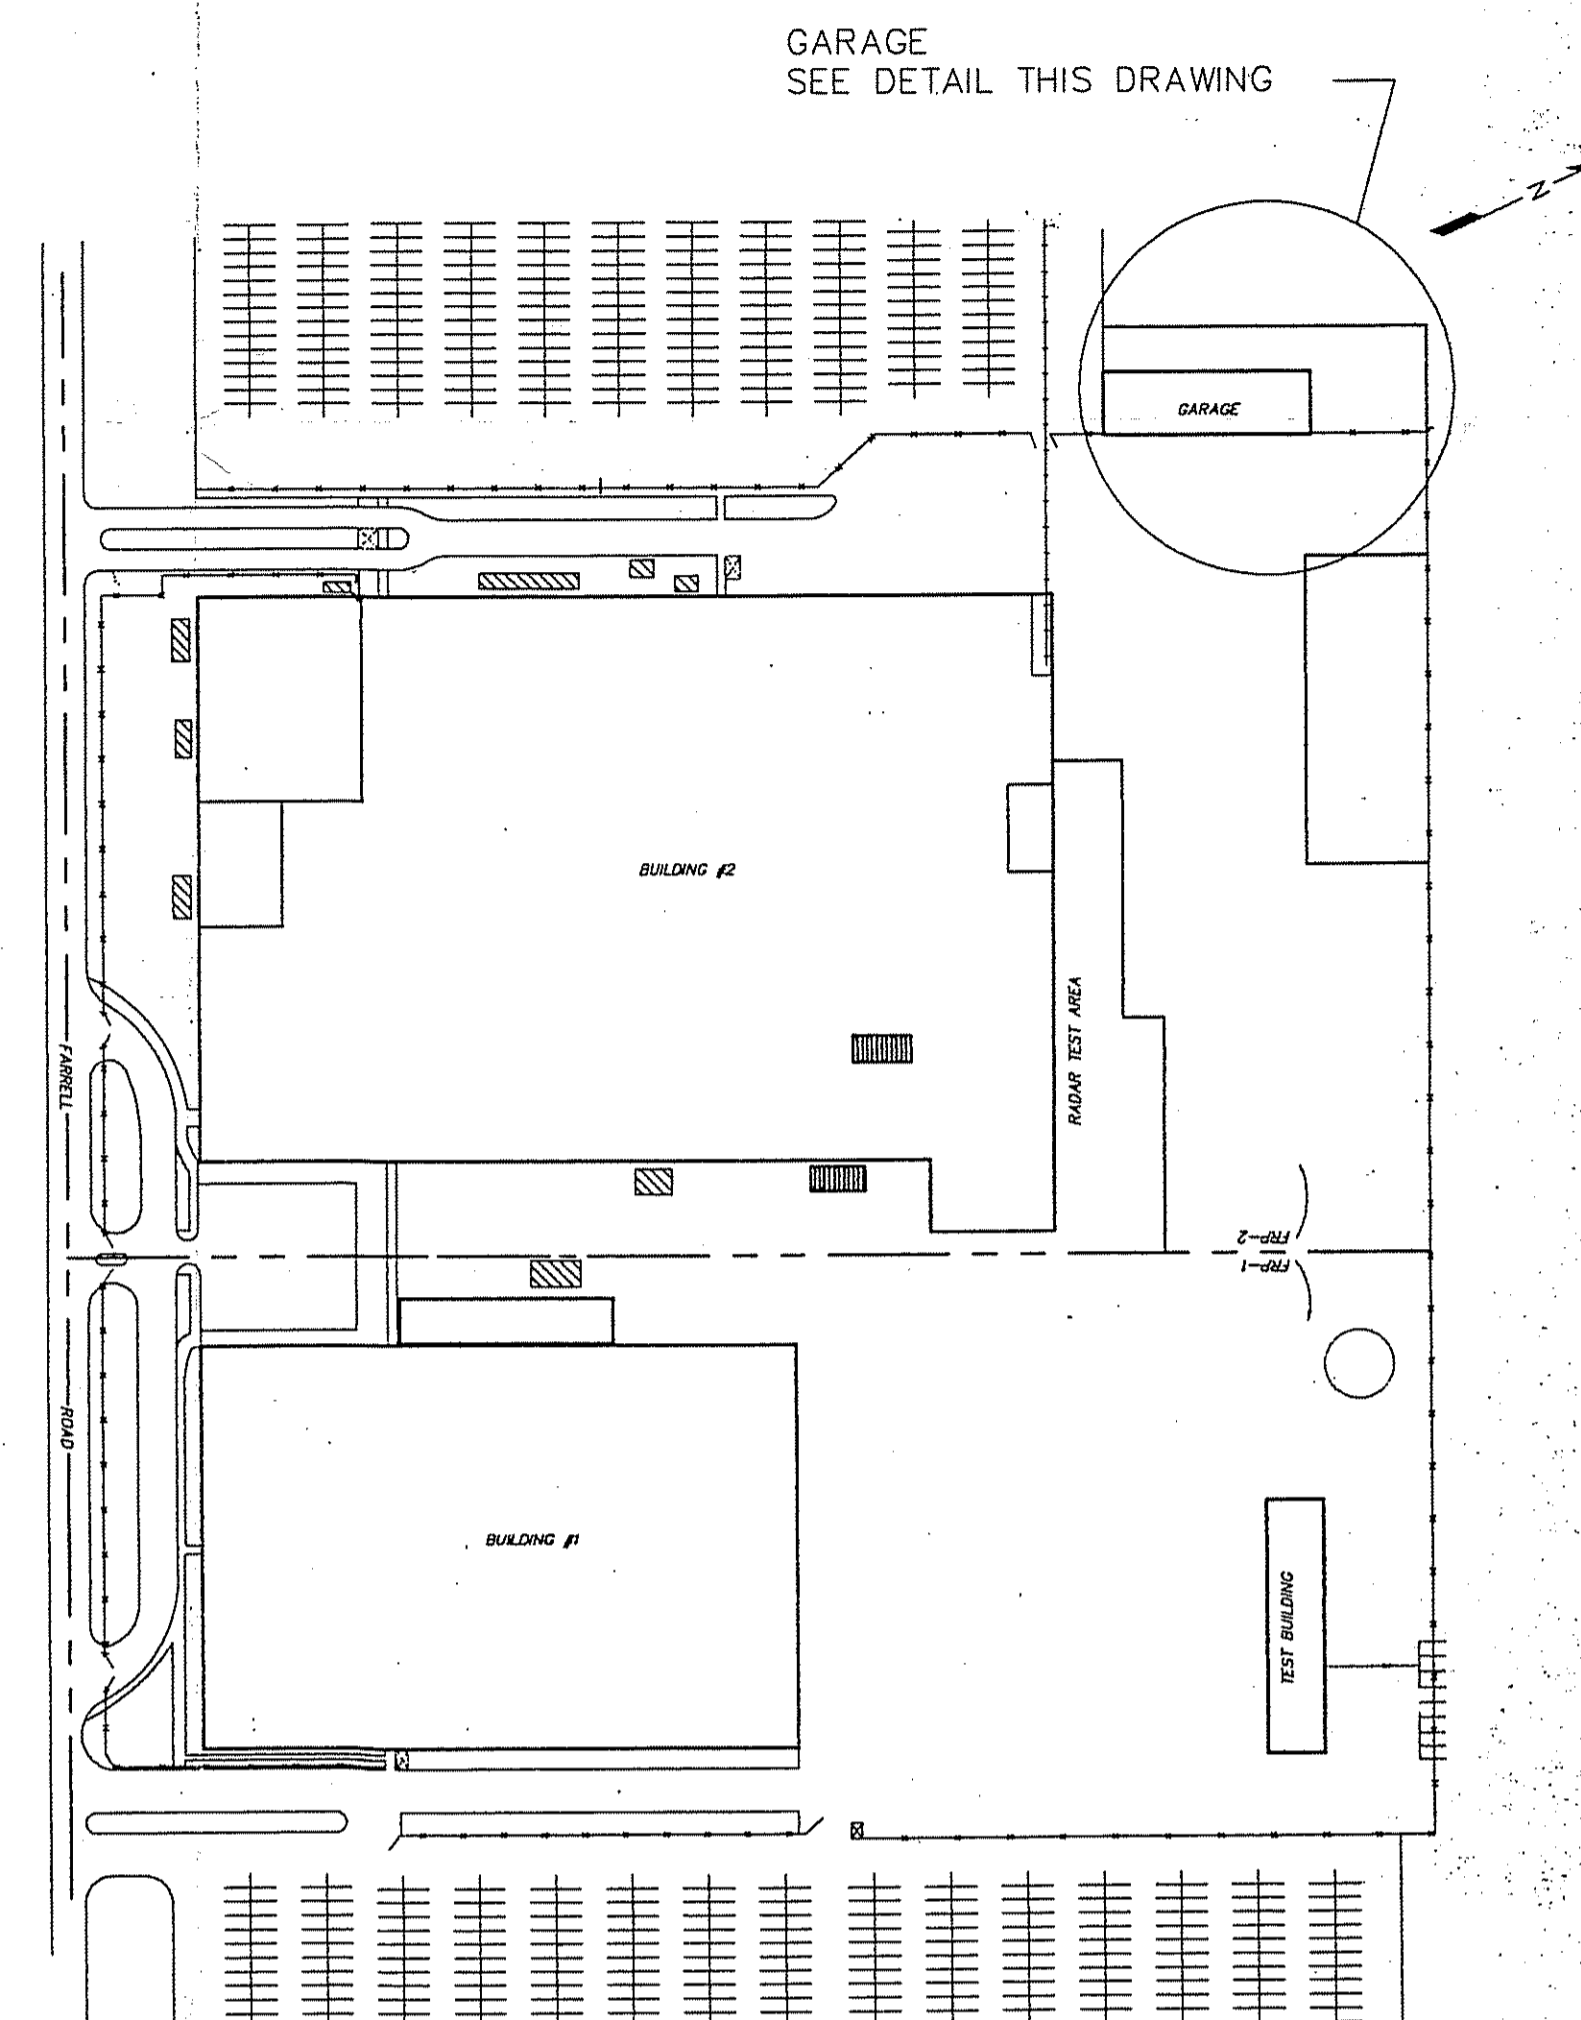 GARAGE
SEE DETAIL THIS DRAWING
N
GARAGE
BUILDING #2
RADAR TEST AREA
FARRELL
ROAD
FRP-2
FRP-1
BUILDING #1
TEST BUILDING